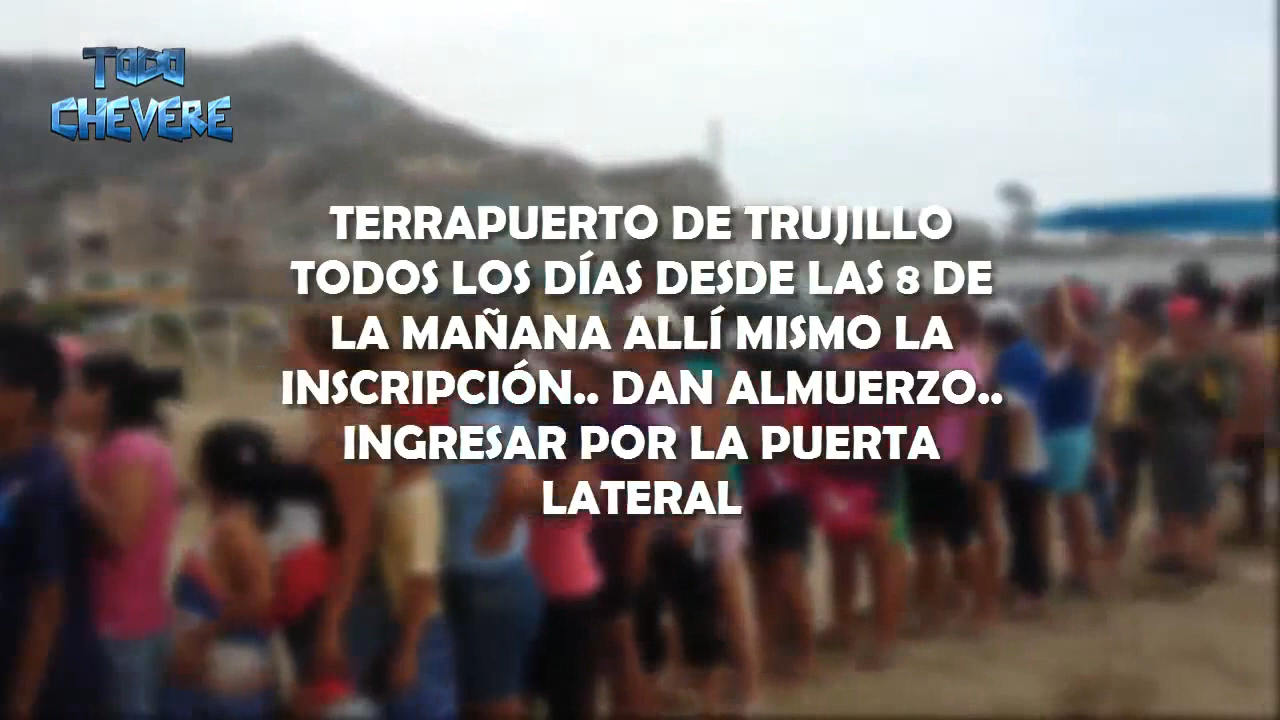 TODO
CHEVERE
TERRAPUERTO DE TRUJILLO
TODOS LOS DÍAS DESDE LAS 8 DE
LA MAÑANA ALLÍ MISMO LA
INSCRIPCIÓN.. DAN ALMUERZO..
INGRESAR POR LA PUERTA
LATERAL